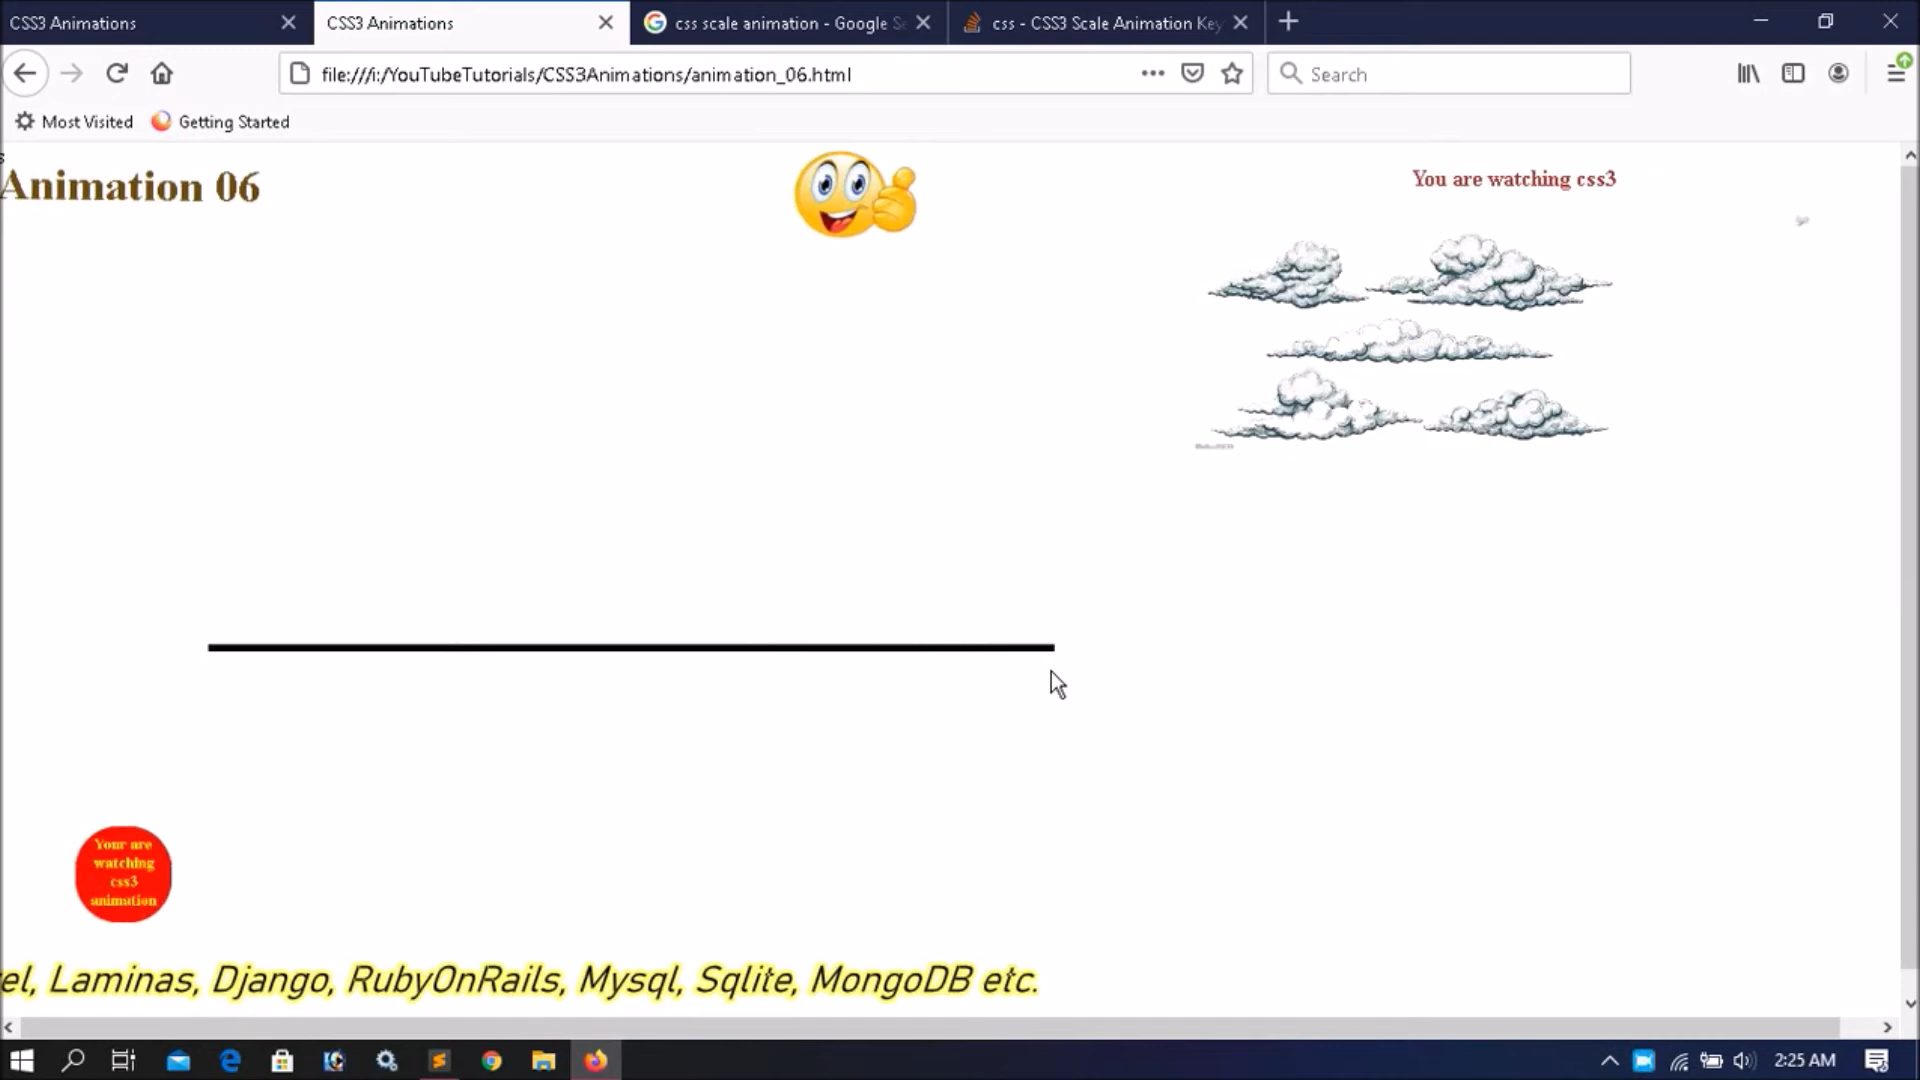 CSS3 Animations
CSS3 Animations
css scale animation - Google Se
css - CSS3 Scale Animation Key
file:///i:/YouTubeTutorials/CSS3Animations/animation_06.html
Search
Most Visited
Getting Started
s
Animation 06
You are watching css3
Your are
watching
css3
animation
el, Laminas, Django, RubyOnRails, Mysql, Sqlite, MongoDB etc.
2:25 AM